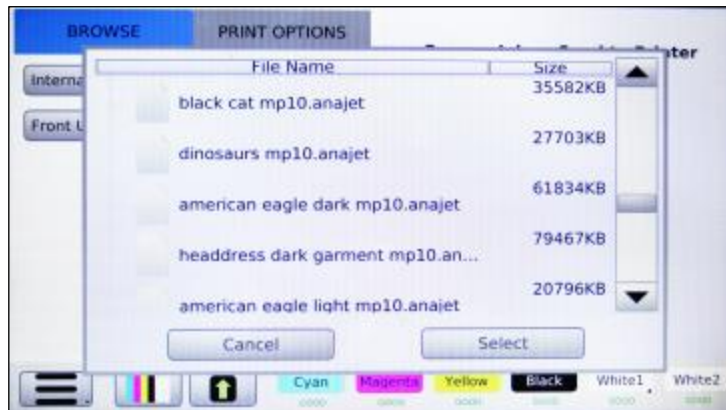 BROWSE PRINT OPTIONS
ter
Interna
File Name Size
35582KB
black cat mp10.anajet
Front U
27703KB
dinosaurs mp10.anajet
61834KB
american eagle dark mp10.anajet
79467KB
headdress dark garment mp10.an...
20796KB
american eagle light mp10.anajet
Cancel Select
Cyan Magenta Yellow Black White1 White2